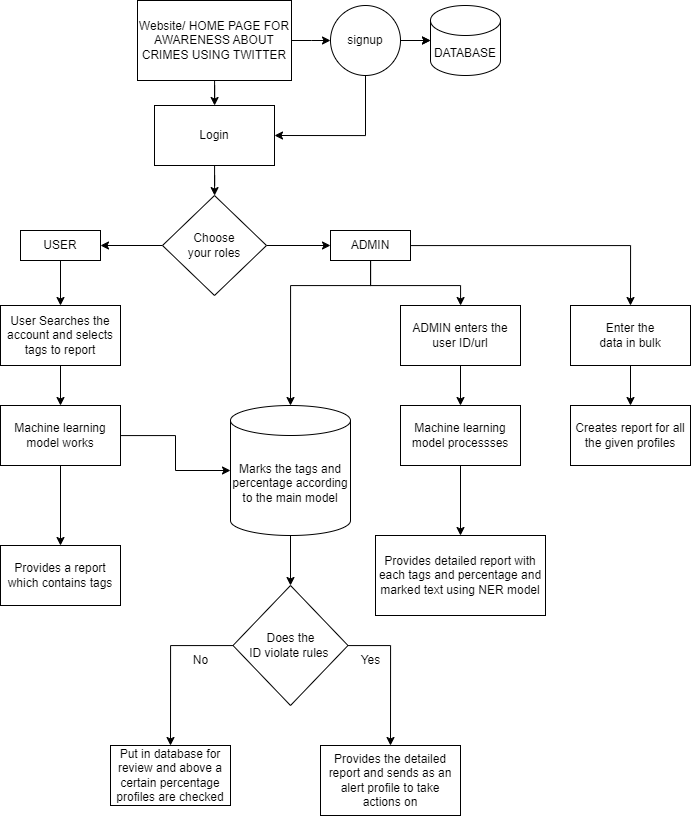 Website/ HOME PAGE FOR
AWARENESS ABOUT
CRIMES USING TWITTER
signup
DATABASE
Login
Choose
your roles
USER
ADMIN
User Searches the
account and selects
tags to report
ADMIN enters the
user ID/url
Enter the
data in bulk
Machine learning
model works
Marks the tags and
percentage according
to the main model
Machine learning
model processses
Creates report for all
the given profiles
Provides a report
which contains tags
Provides detailed report with
each tags and percentage and
marked text using NER model
Does the
ID violate rules
No
Yes
Put in database for
review and above a
certain percentage
profiles are checked
Provides the detailed
report and sends as an
alert profile to take
actions on